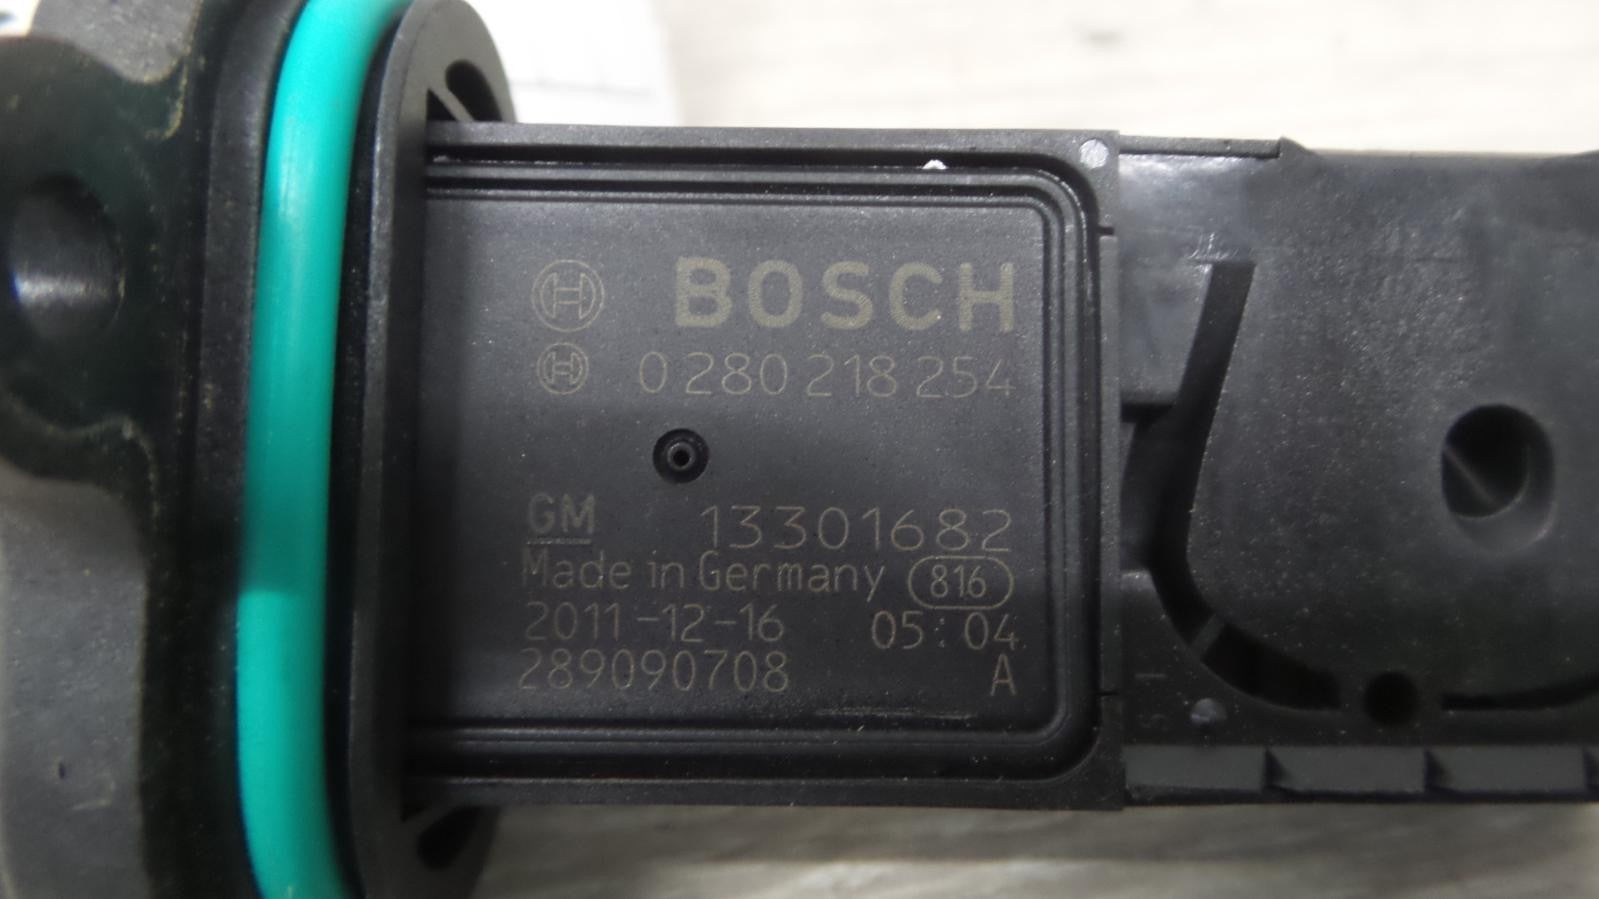 BOSCH
0 280 218 254
GM 13301682
Made in Germany 816
2011-12-16 05:04
289090708 A